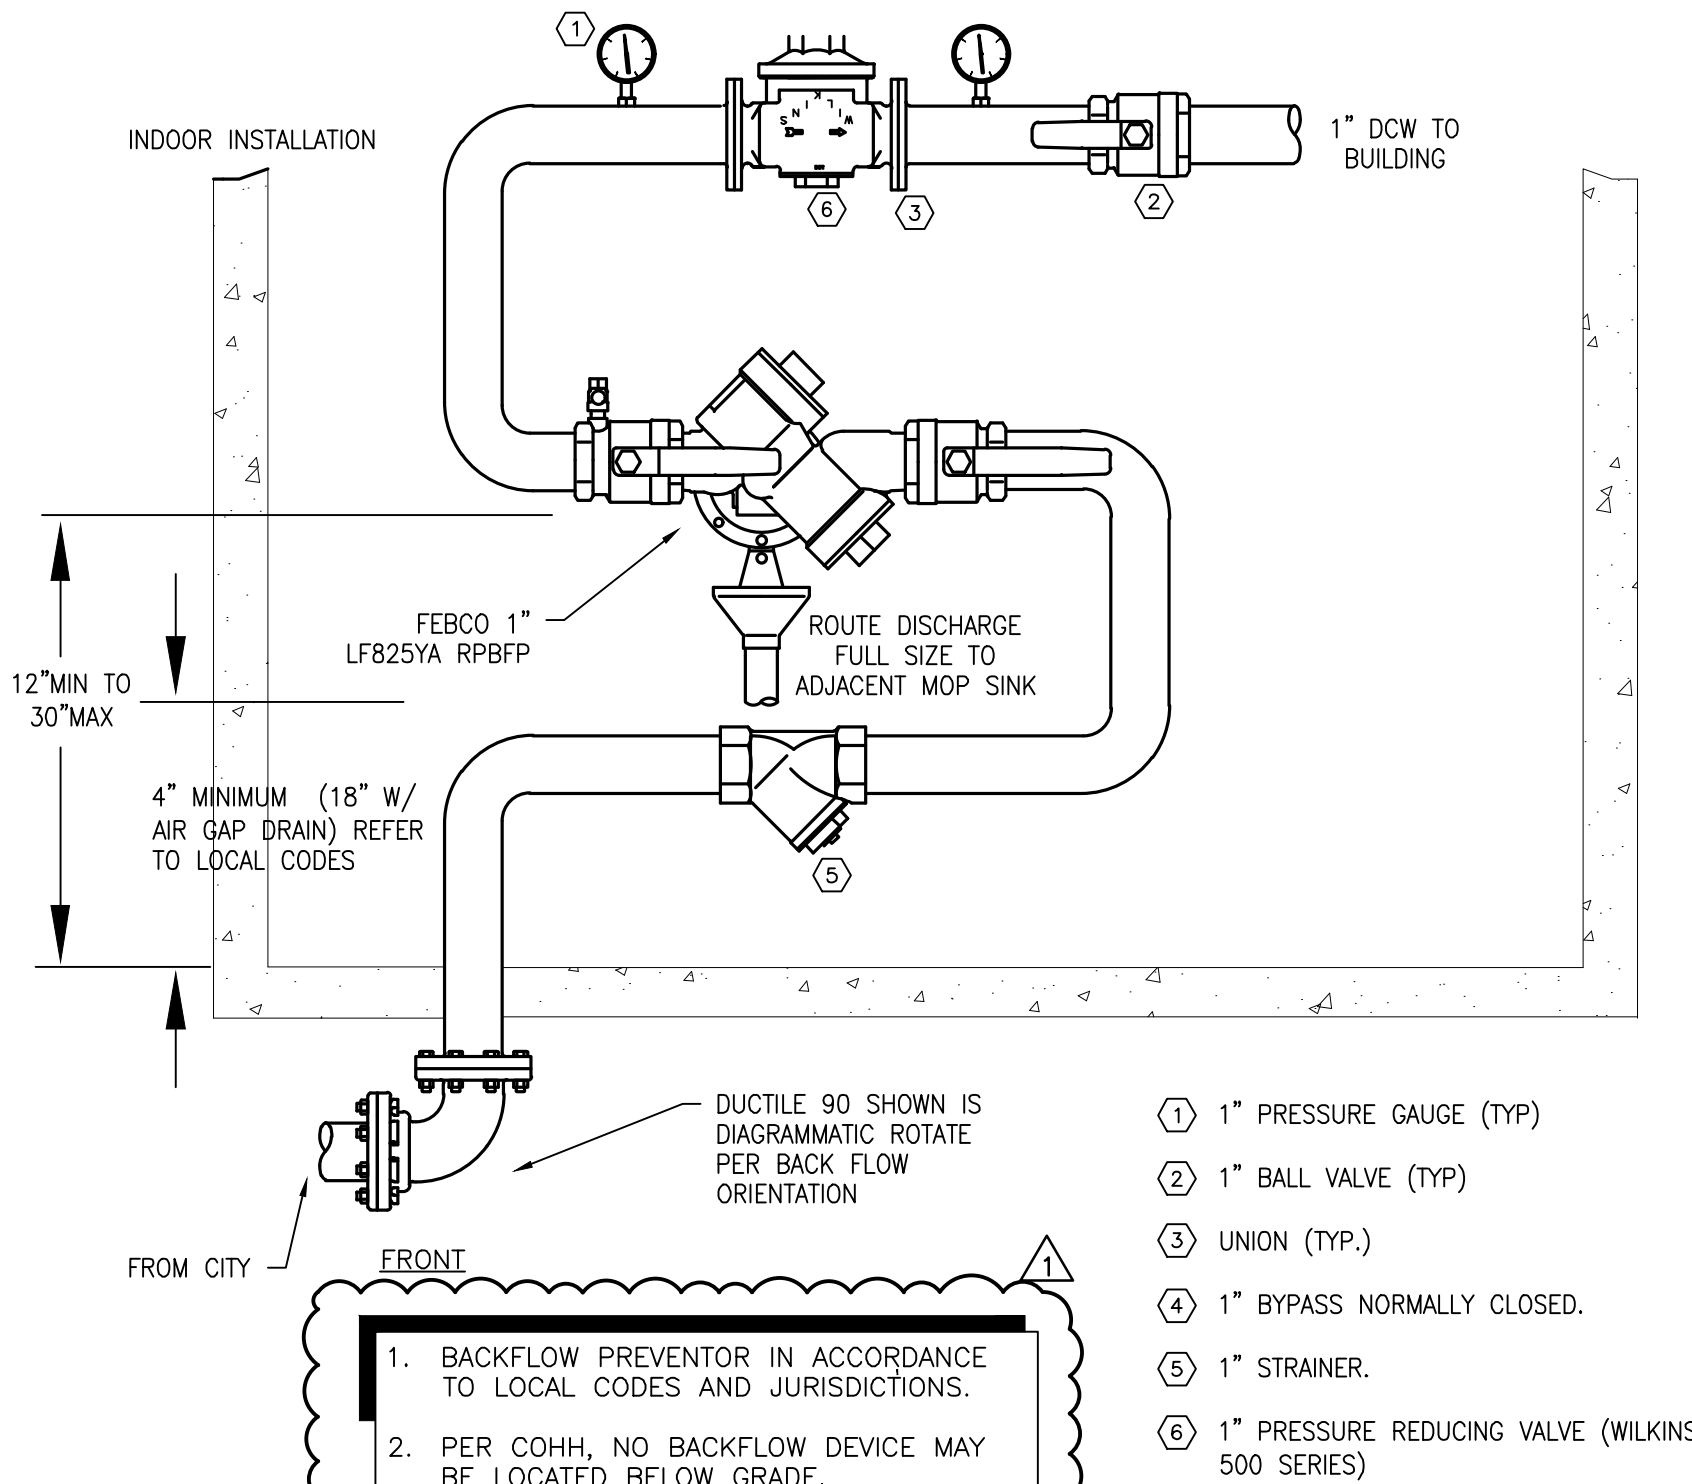 1
INDOOR INSTALLATION
WILKINS
1” DCW TO
BUILDING
6
3
2
FEBCO 1”
LF825YA RPBFP
ROUTE DISCHARGE
FULL SIZE TO
ADJACENT MOP SINK
12”MIN TO
30”MAX
4” MINIMUM (18” W/
AIR GAP DRAIN) REFER
TO LOCAL CODES
5
DUCTILE 90 SHOWN IS
DIAGRAMMATIC ROTATE
PER BACK FLOW
ORIENTATION
FROM CITY
FRONT
1
1. BACKFLOW PREVENTOR IN ACCORDANCE
TO LOCAL CODES AND JURISDICTIONS.
2. PER COHH, NO BACKFLOW DEVICE MAY
BE LOCATED BELOW GRADE.
1 1” PRESSURE GAUGE (TYP)
2 1” BALL VALVE (TYP)
3 UNION (TYP.)
4 1” BYPASS NORMALLY CLOSED.
5 1” STRAINER.
6 1” PRESSURE REDUCING VALVE (WILKINS
500 SERIES)